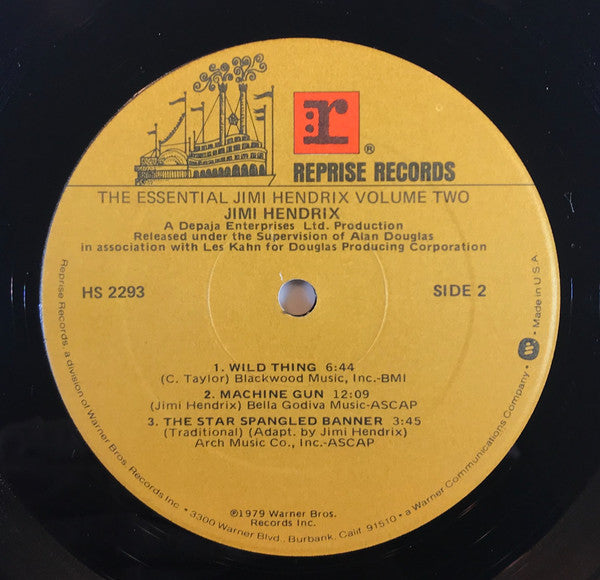 r
®
REPRISE RECORDS
THE ESSENTIAL JIMI HENDRIX VOLUME TWO
JIMI HENDRIX
A Depaja Enterprises Ltd. Production
Released under the Supervision of Alan Douglas
in association with Les Kahn for Douglas Producing Corporation
HS 2293
SIDE 2
1. WILD THING 6:44
(C. Taylor) Blackwood Music, Inc.-BMI
2. MACHINE GUN 12:09
(Jimi Hendrix) Bella Godiva Music-ASCAP
3. THE STAR SPANGLED BANNER 3:45
(Traditional) (Adapt. by Jimi Hendrix)
Arch Music Co., Inc.-ASCAP
℗1979 Warner Bros.
Records Inc.
Reprise Records, a division of Warner Bros. Records Inc. • 3300 Warner Blvd., Burbank, Calif. 91510 • a Warner Communications Company • Made in U.S.A.